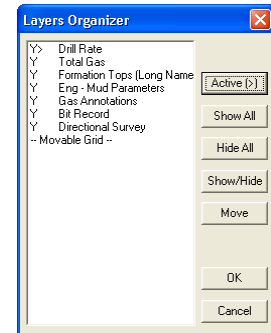 Layers Organizer
Y> Drill Rate
Y Total Gas
Y Formation Tops (Long Name
Y Eng - Mud Parameters
Y Gas Annotations
Y Bit Record
Y Directional Survey
-- Movable Grid --
Active (>)
Show All
Hide All
Show/Hide
Move
OK
Cancel